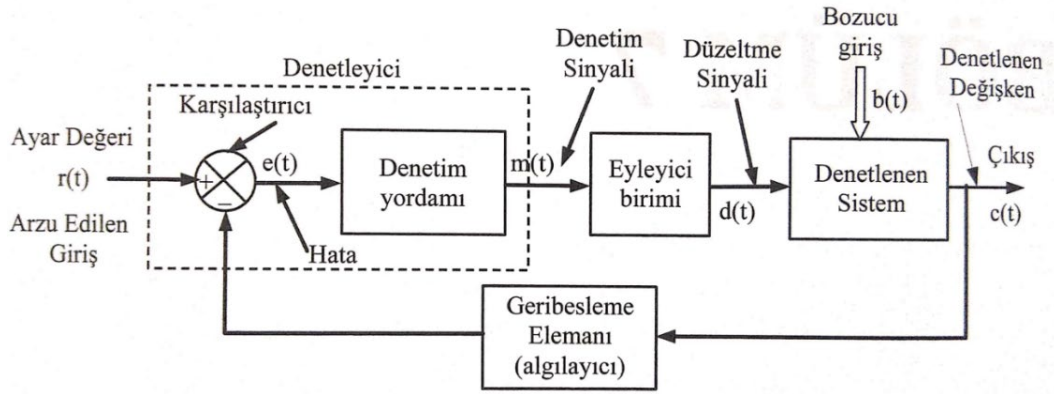 Denetleyici
Karşılaştırıcı
Ayar Değeri
r(t)
Arzu Edilen
Giriş
+
−
e(t)
Hata
Denetim
yordamı
m(t)
Denetim
Sinyali
Eyleyici
birimi
Düzeltme
Sinyali
d(t)
Bozucu
giriş
b(t)
Denetlenen
Sistem
Denetlenen
Değişken
Çıkış
c(t)
Geribesleme
Elemanı
(algılayıcı)